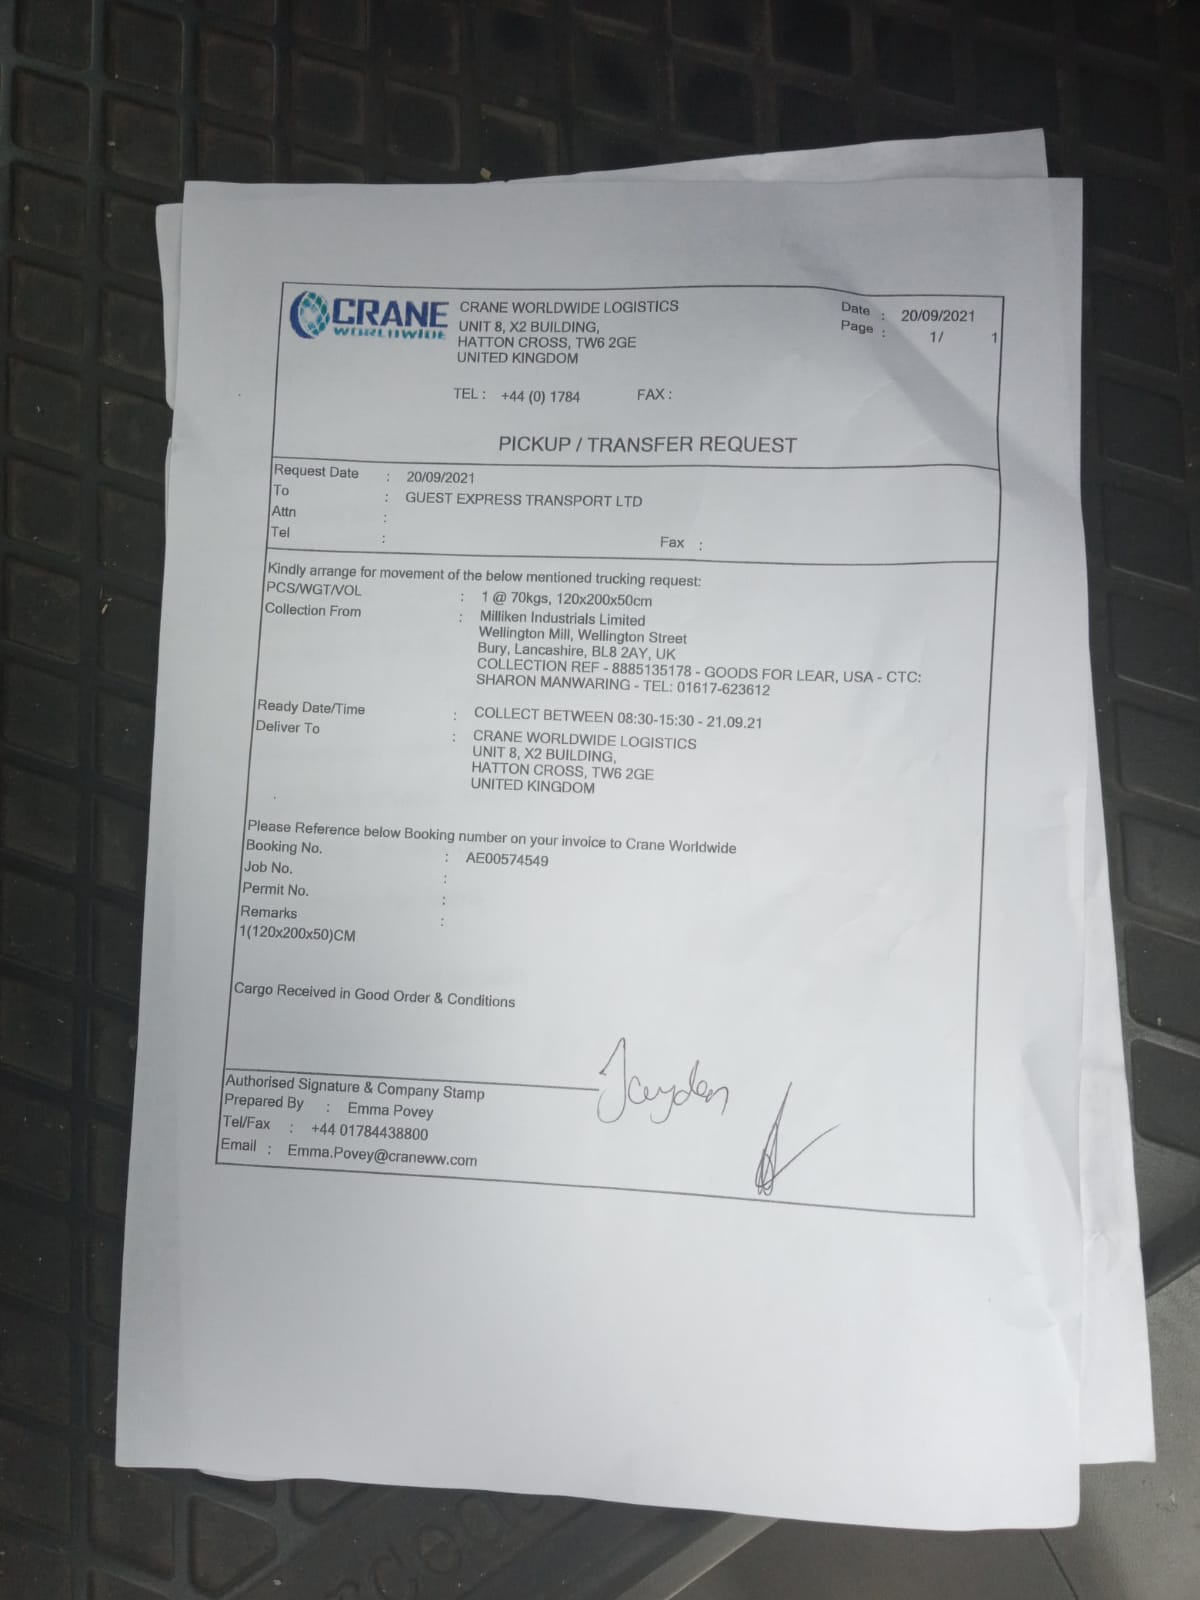 CRANE
WORLDWIDE
CRANE WORLDWIDE LOGISTICS
UNIT 8, X2 BUILDING,
HATTON CROSS, TW6 2GE
UNITED KINGDOM
Date : 20/09/2021
Page : 1/ 1
TEL : +44 (0) 1784 FAX :
PICKUP / TRANSFER REQUEST
Request Date : 20/09/2021
To : GUEST EXPRESS TRANSPORT LTD
Attn :
Tel : Fax :
Kindly arrange for movement of the below mentioned trucking request:
PCS/WGT/VOL : 1 @ 70kgs, 120x200x50cm
Collection From : Milliken Industrials Limited
Wellington Mill, Wellington Street
Bury, Lancashire, BL8 2AY, UK
COLLECTION REF - 8885135178 - GOODS FOR LEAR, USA - CTC:
SHARON MANWARING - TEL: 01617-623612
Ready Date/Time : COLLECT BETWEEN 08:30-15:30 - 21.09.21
Deliver To : CRANE WORLDWIDE LOGISTICS
UNIT 8, X2 BUILDING,
HATTON CROSS, TW6 2GE
UNITED KINGDOM
Please Reference below Booking number on your invoice to Crane Worldwide
Booking No. : AE00574549
Job No. :
Permit No. :
Remarks :
1(120x200x50)CM
Cargo Received in Good Order & Conditions
Jayden
Authorised Signature & Company Stamp
Prepared By : Emma Povey
Tel/Fax : +44 01784438800
Email : Emma.Povey@craneww.com